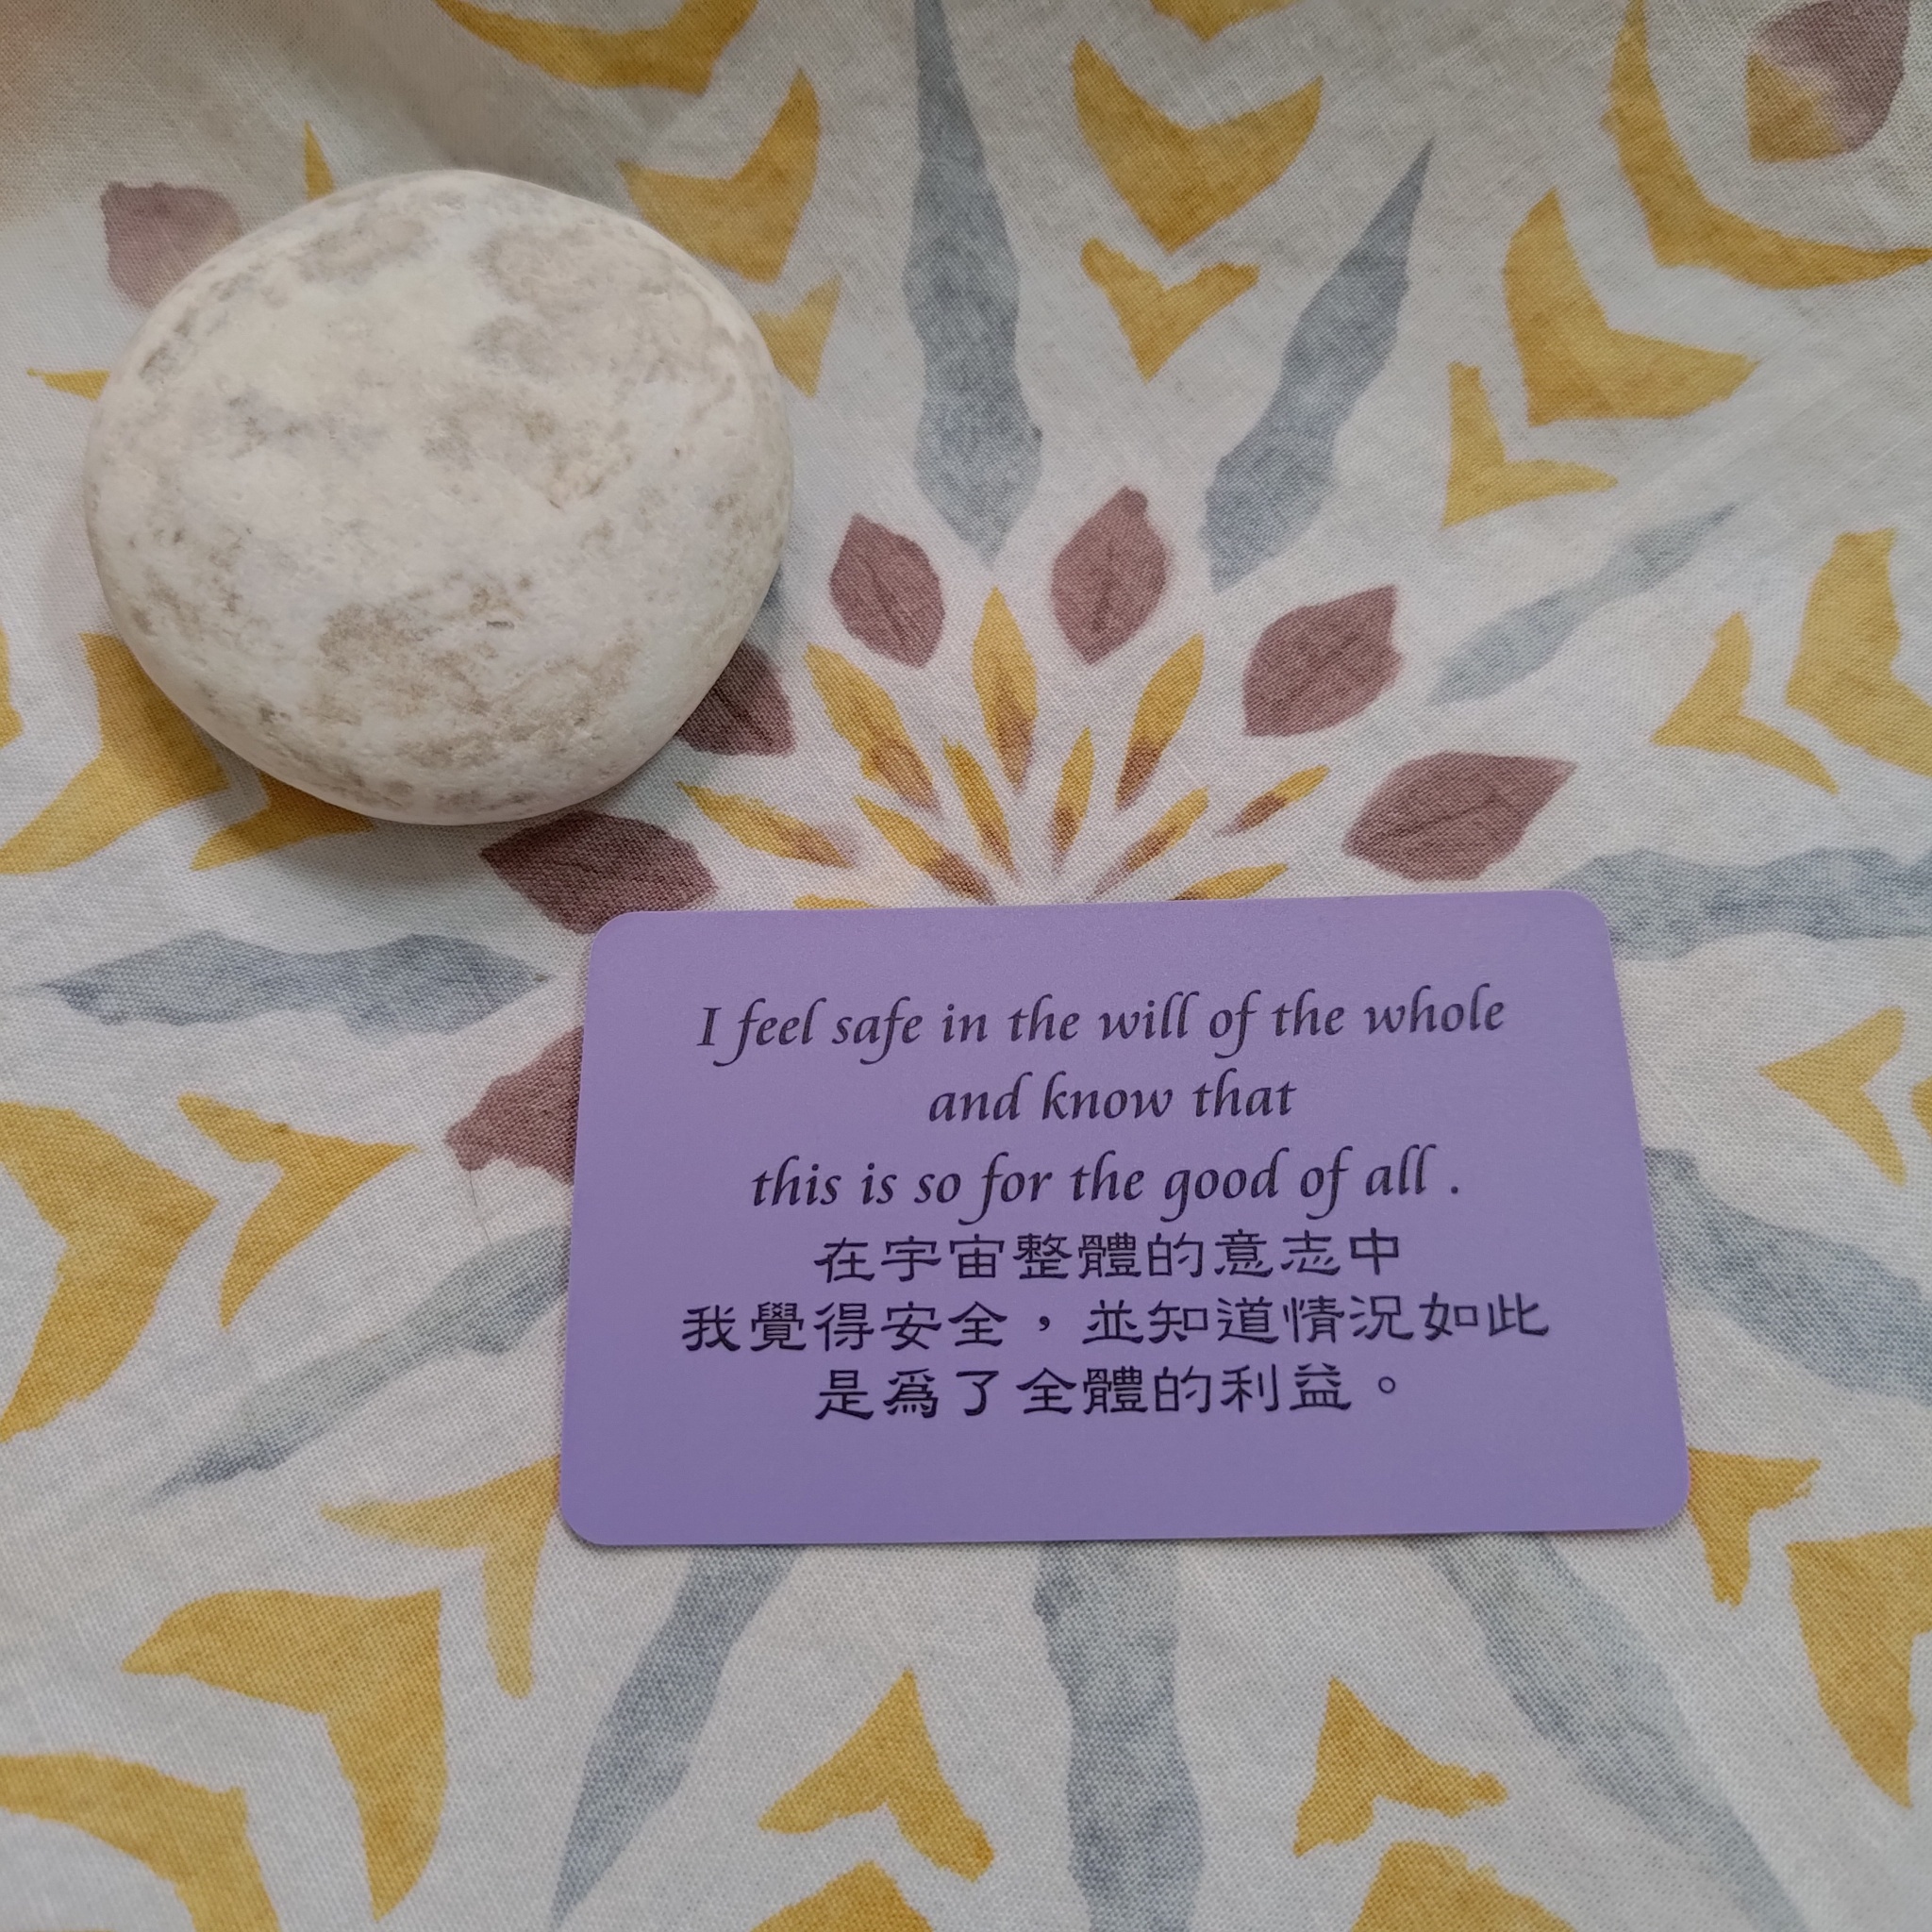 I feel safe in the will of the whole
and know that
this is so for the good of all .
在宇宙整體的意志中
我覺得安全，並知道情況如此
是爲了全體的利益。